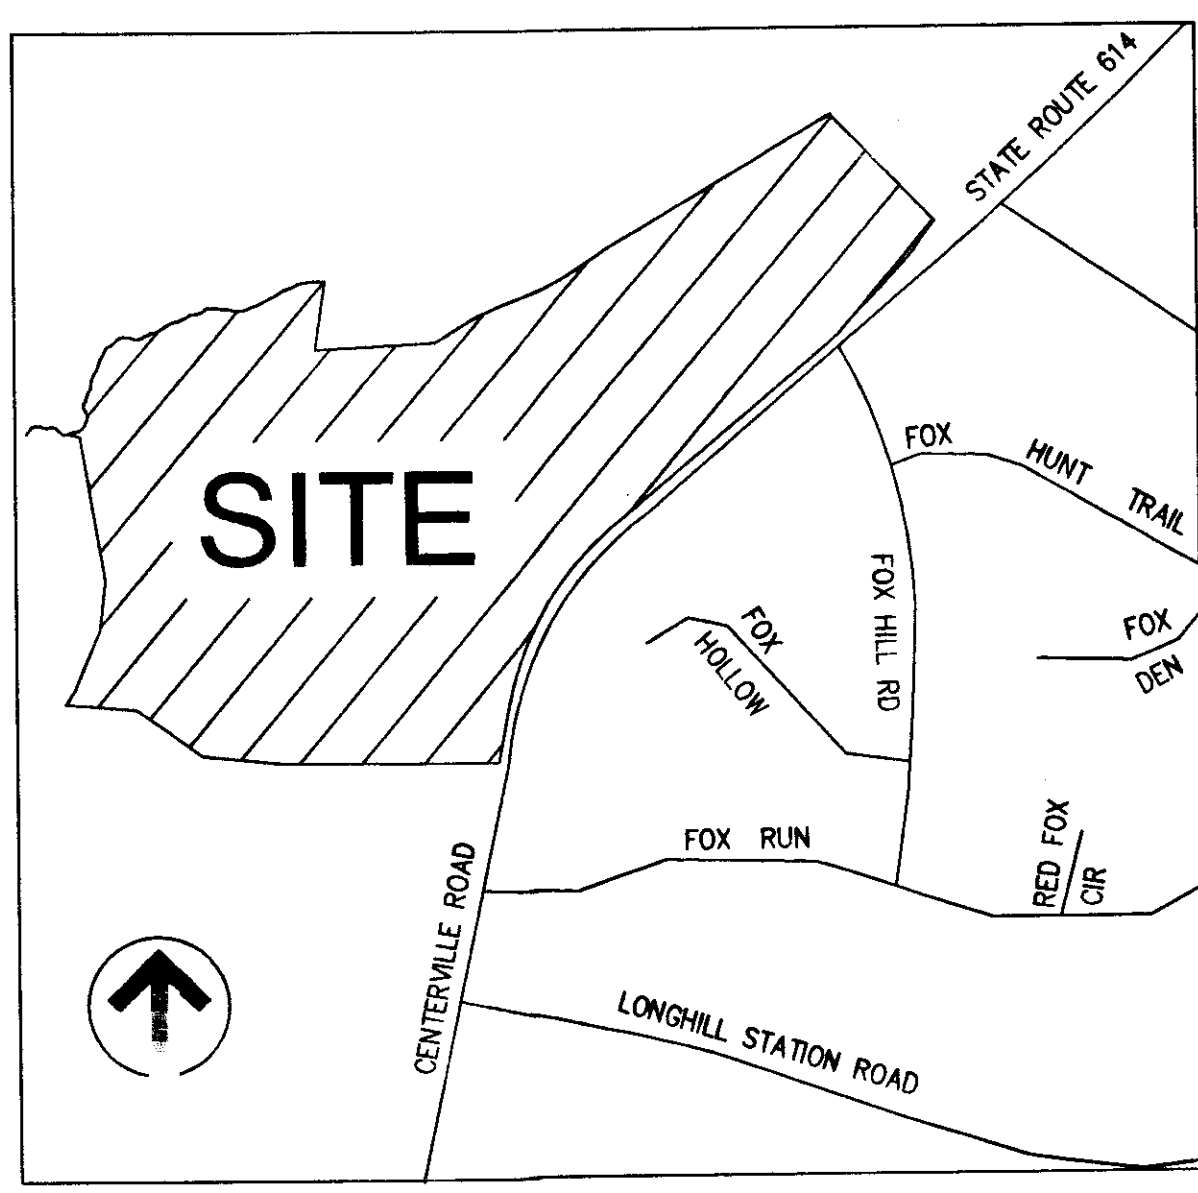 STATE ROUTE 614
FOX HUNT TRAIL
SITE
FOX HILL RD
FOX
HOLLOW
FOX
DEN
FOX RUN
RED FOX
CIR
CENTERVILLE ROAD
LONGHILL STATION ROAD